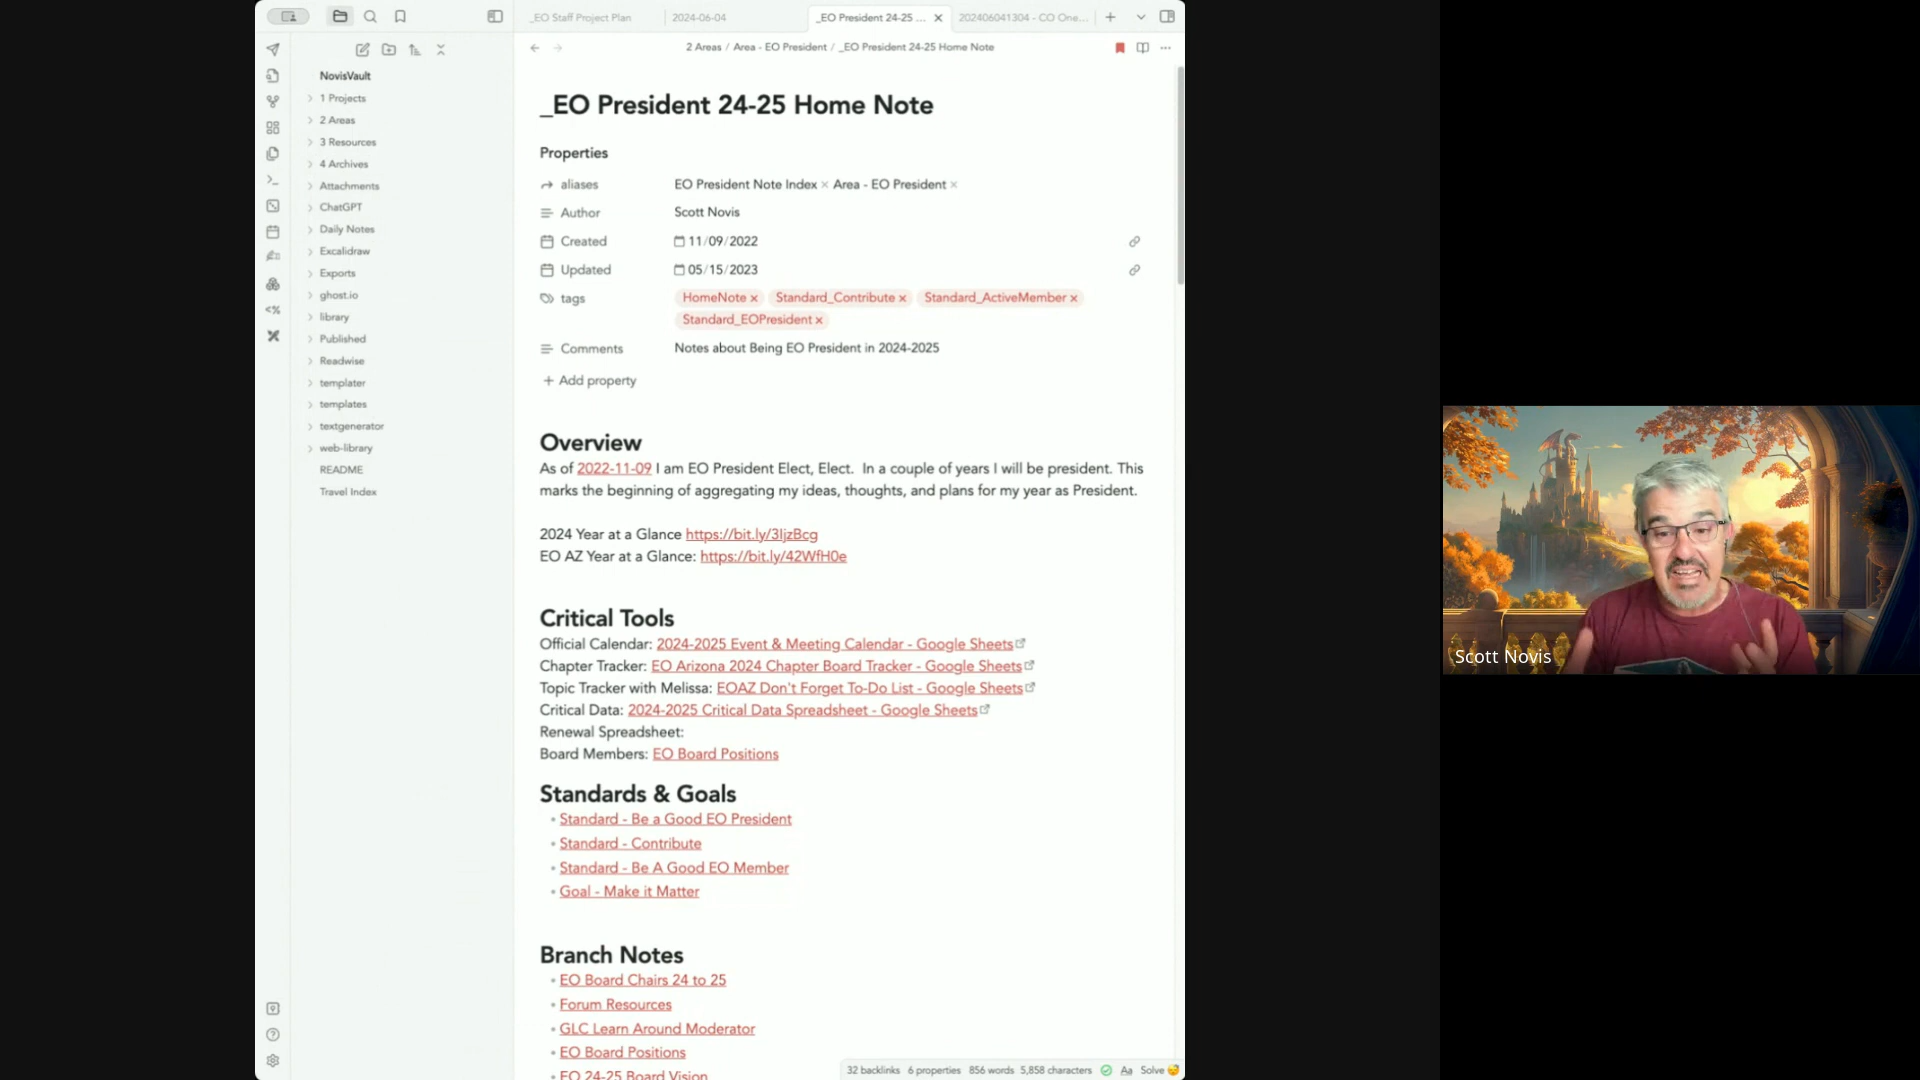 _EO Staff Project Plan
2024-06-04
_EO President 24-25 ...
202406041304 - CO One...
2 Areas / Area - EO President / _EO President 24-25 Home Note
NovisVault
1 Projects
2 Areas
3 Resources
4 Archives
Attachments
ChatGPT
Daily Notes
Excalidraw
Exports
ghost.io
library
Published
Readwise
templater
templates
textgenerator
web-library
README
Travel Index
_EO President 24-25 Home Note
Properties
aliases EO President Note Index × Area - EO President ×
Author Scott Novis
Created 11/09/2022
Updated 05/15/2023
tags HomeNote × Standard_Contribute × Standard_ActiveMember ×
Standard_EOPresident ×
Comments Notes about Being EO President in 2024-2025
+ Add property
Overview
As of 2022-11-09 I am EO President Elect, Elect. In a couple of years I will be president. This
marks the beginning of aggregating my ideas, thoughts, and plans for my year as President.
2024 Year at a Glance https://bit.ly/3IjzBcg
EO AZ Year at a Glance: https://bit.ly/42WfH0e
Critical Tools
Official Calendar: 2024-2025 Event & Meeting Calendar - Google Sheets
Chapter Tracker: EO Arizona 2024 Chapter Board Tracker - Google Sheets
Topic Tracker with Melissa: EOAZ Don't Forget To-Do List - Google Sheets
Critical Data: 2024-2025 Critical Data Spreadsheet - Google Sheets
Renewal Spreadsheet:
Board Members: EO Board Positions
Standards & Goals
• Standard - Be a Good EO President
• Standard - Contribute
• Standard - Be A Good EO Member
• Goal - Make it Matter
Branch Notes
• EO Board Chairs 24 to 25
• Forum Resources
• GLC Learn Around Moderator
• EO Board Positions
• EO 24-25 Board Vision
32 backlinks 6 properties 856 words 5,858 characters Aa Solve
Scott Novis